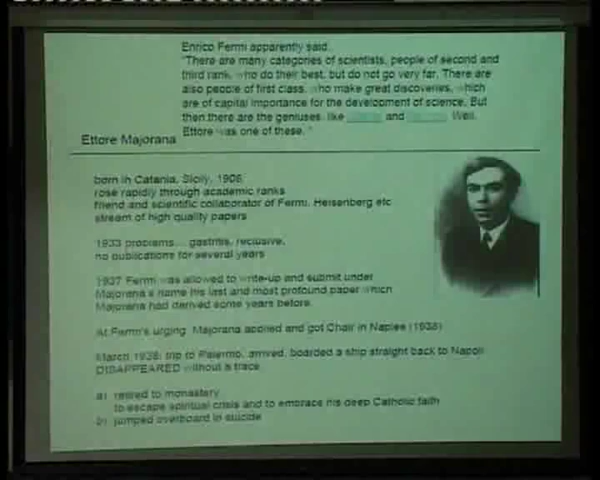 Enrico Fermi apparently said..
"There are many categories of scientists, people of second and
third rank, who do their best, but do not go very far. There are
also people of first class, who make great discoveries, which
are of capital importance for the development of science. But
then there are the geniuses, like and Well,
Ettore was one of these."
Ettore Majorana
born in Catania, Sicily, 1906,
rose rapidly through academic ranks
friend and scientific collaborator of Fermi, Heisenberg etc
stream of high quality papers
1933 problems... gastritis, reclusive,
no publications for several years
1937 Fermi was allowed to write-up and submit under
Majorana's name his last and most profound paper which
Majorana had derived some years before.
At Fermi's urging Majorana applied and got Chair in Naples (1938)
March 1938, trip to Palermo, arrived, boarded a ship straight back to Napoli
DISAPPEARED without a trace
a) retired to monastery
to escape spiritual crisis and to embrace his deep Catholic faith
b) jumped overboard in suicide